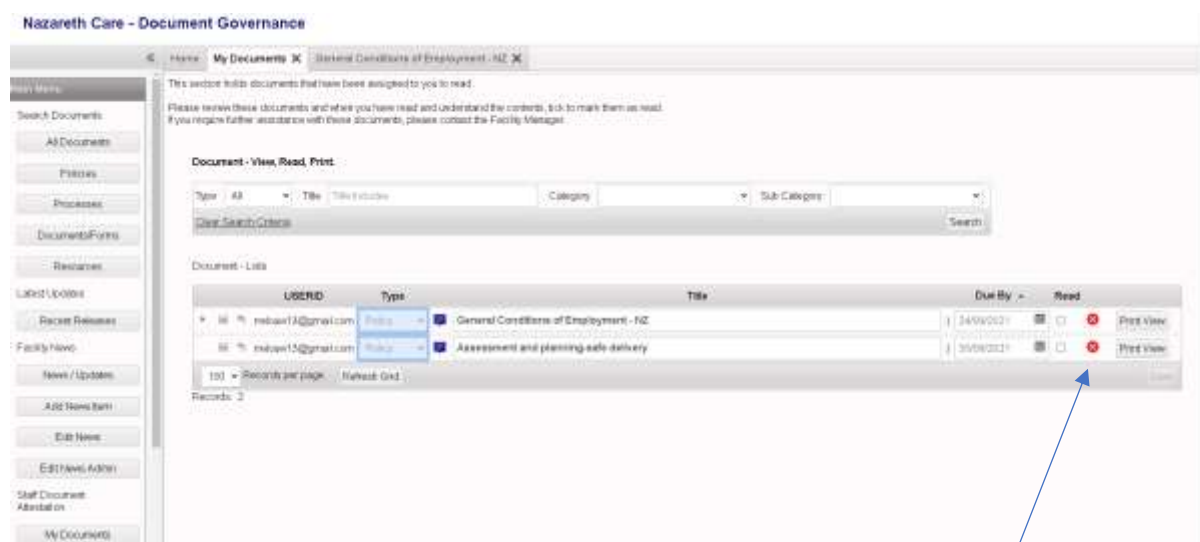 Nazareth Care - Document Governance
Home My Documents X General Conditions of Employment - NZ X
Main Menu
This section holds documents that have been assigned to you to read.
Please review these documents and when you have read and understand the contents, tick to mark them as read.
If you require further assistance with these documents, please contact the Facility Manager
Search Documents
All Documents
Policies
Processes
Documents/Forms
Resources
Latest Updates
Recent Releases
Facility News
News / Updates
Add News Item
Edit News
Edit News Admin
Staff Document
Attestation
My Documents
Document - View, Read, Print
Type All Title Title Includes Category Sub Category
Clear Search Criteria Search
Document - Lists
USERID Type Title Due By Read
Policy General Conditions of Employment - NZ Print View
Policy Assessment and planning-safe delivery Print View
Records per page Refresh Grid Save
Records: 2